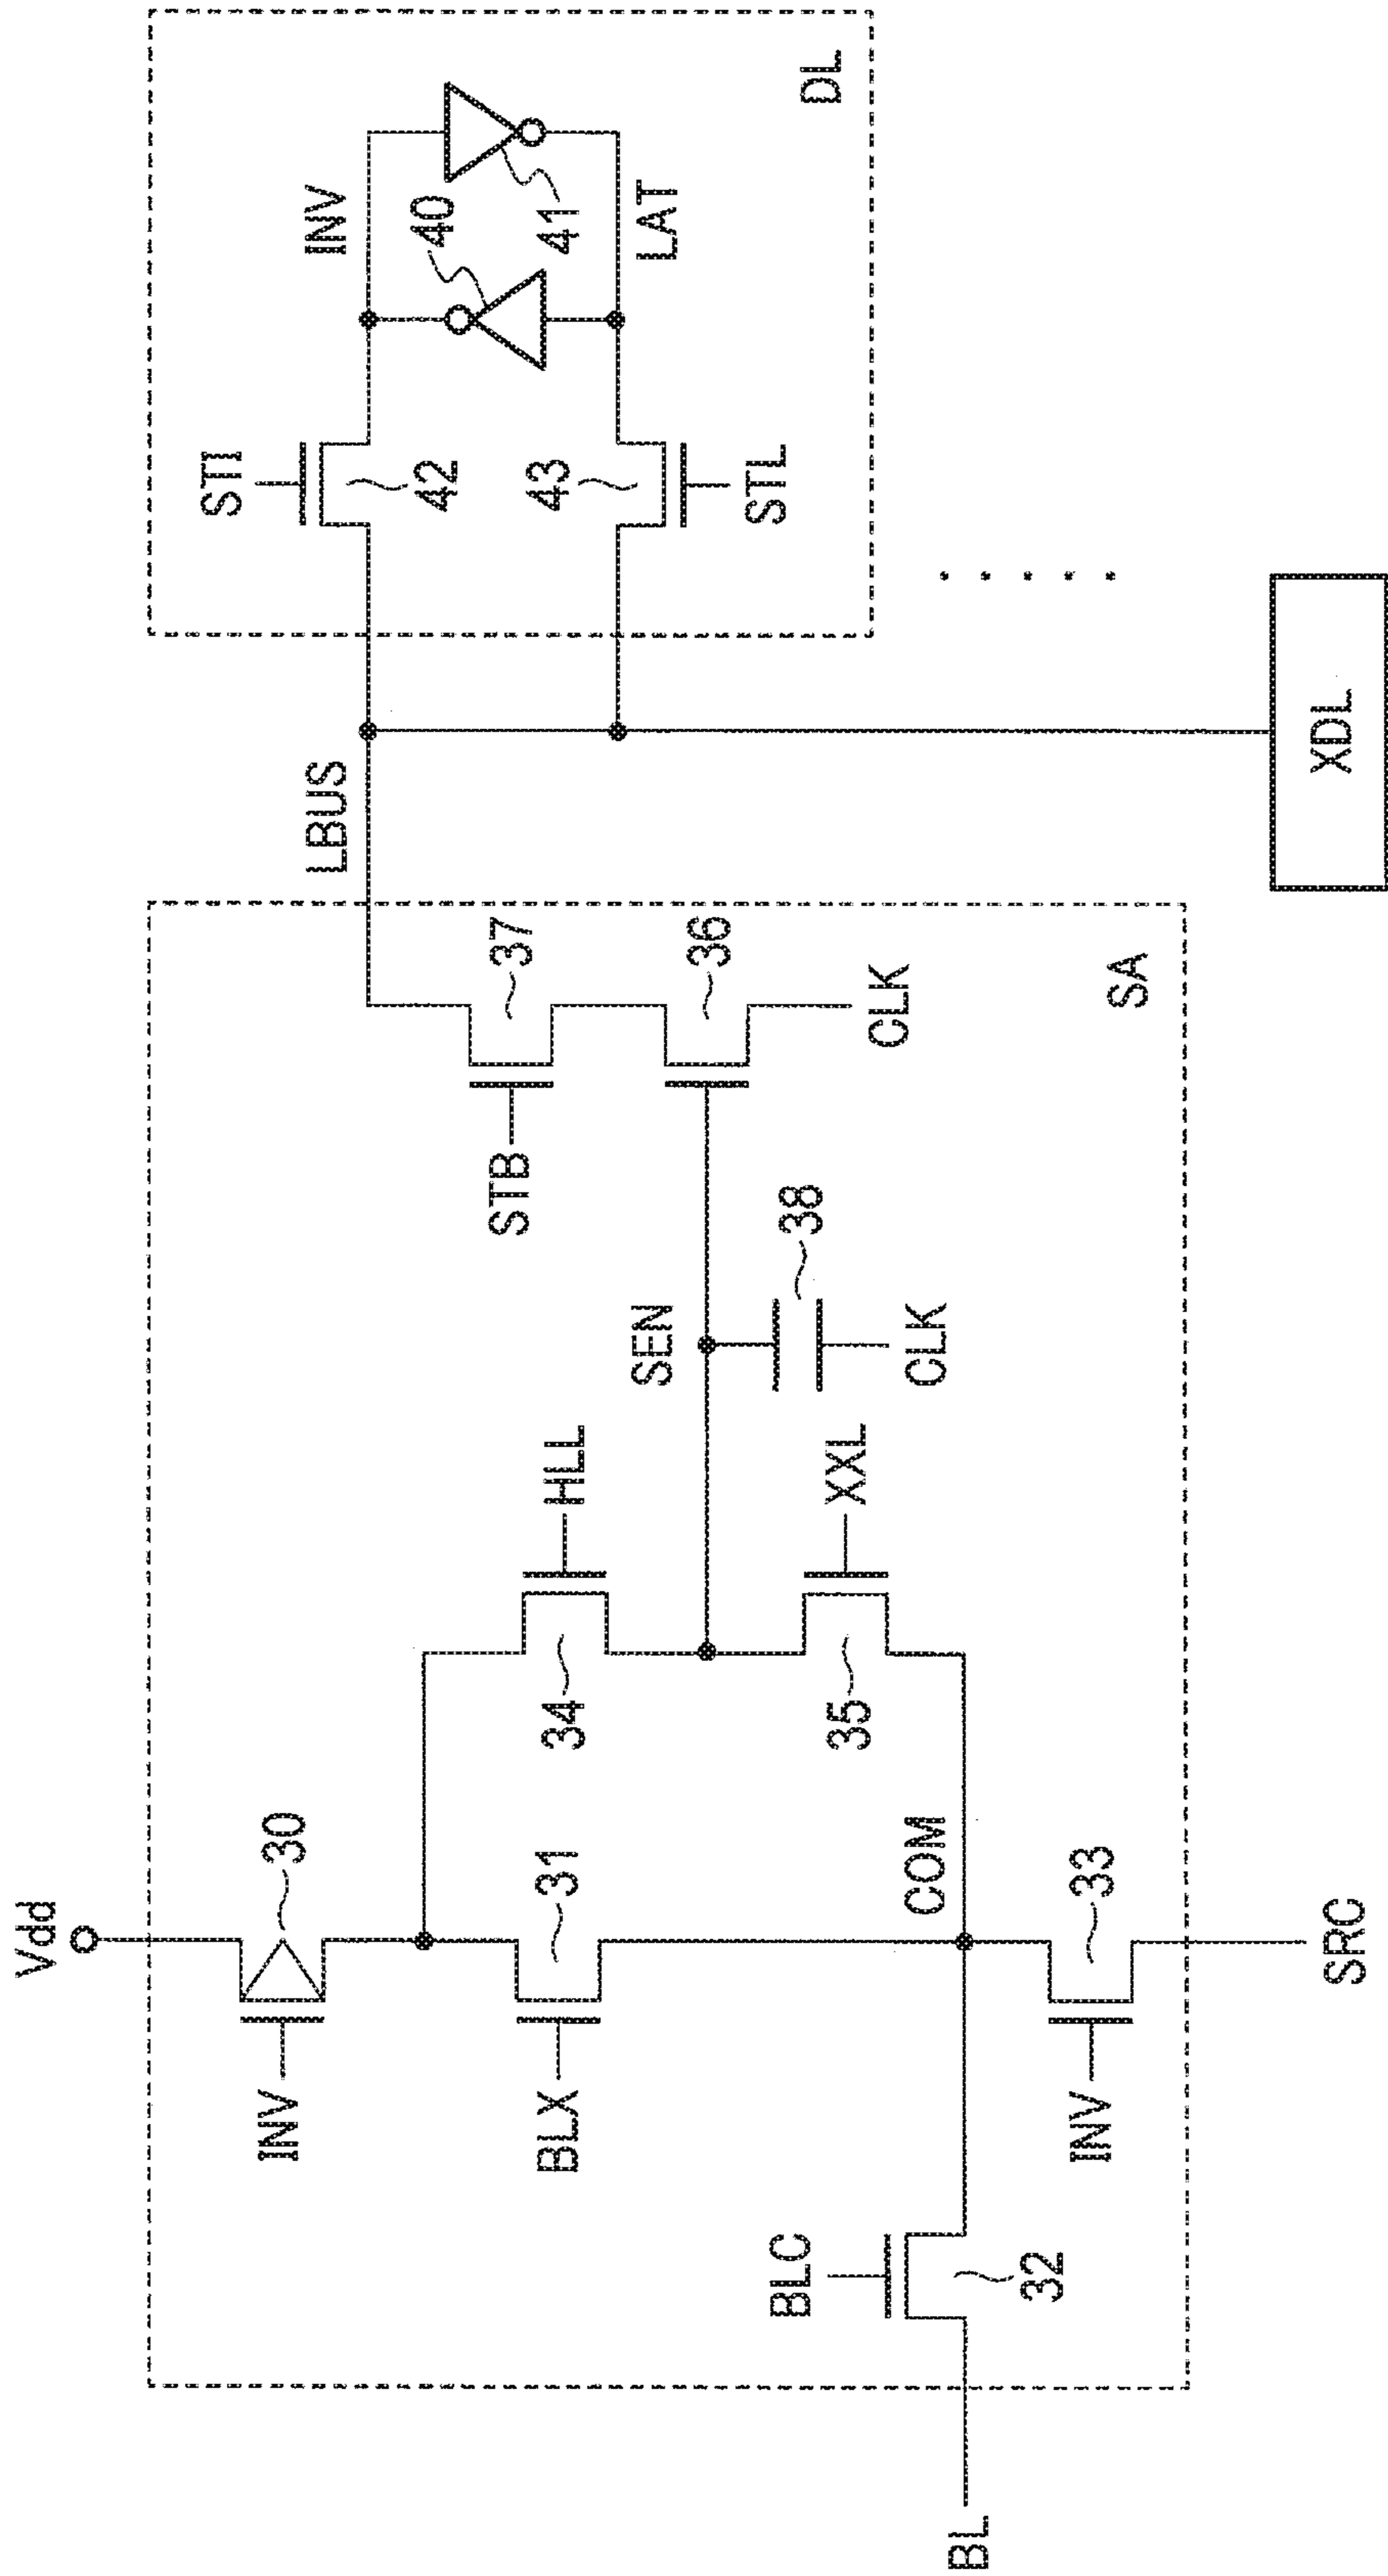 Vdd
INV
30
BLX
31
34
HLL
SEN
STB
37
36
CLK
38
CLK
35
XXL
COM
BLC
32
BL
INV
33
SRC
SA
LBUS
STI
42
INV
40
41
LAT
43
STL
DL
XDL